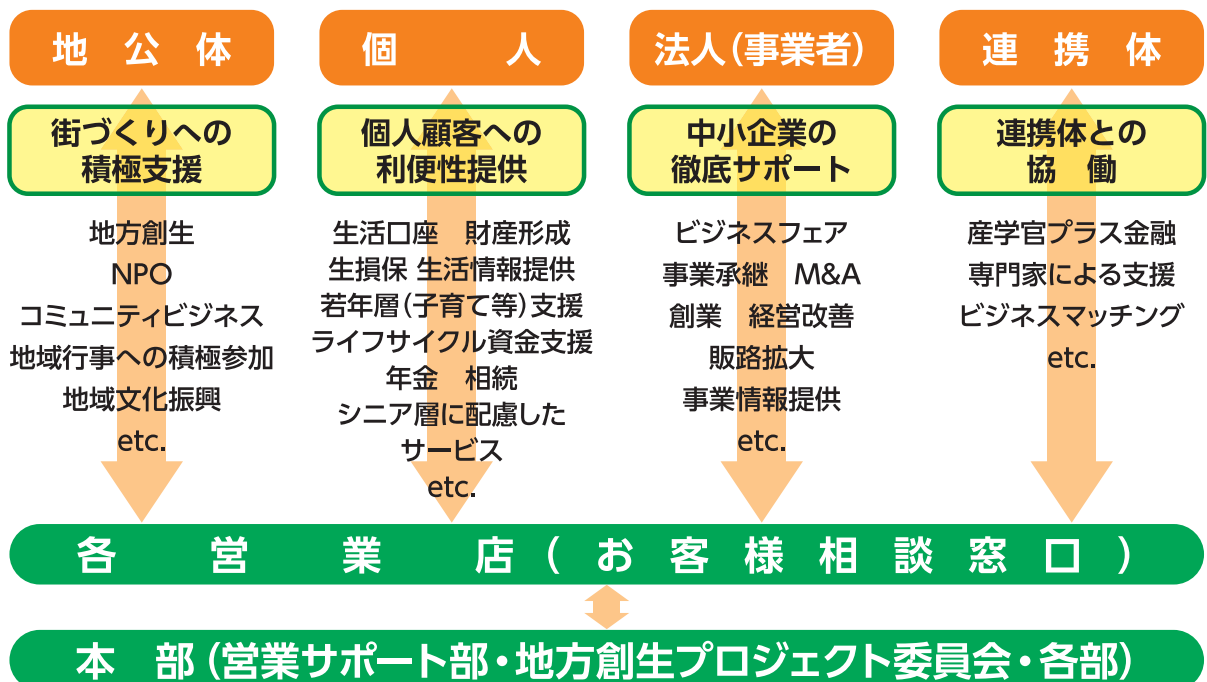 地公体
街づくりへの
積極支援
地方創生
NPO
コミュニティビジネス
地域行事への積極参加
地域文化振興
etc.
個人
個人顧客への
利便性提供
生活口座　財産形成
生損保 生活情報提供
若年層(子育て等)支援
ライフサイクル資金支援
年金　相続
シニア層に配慮した
サービス
etc.
法人(事業者)
中小企業の
徹底サポート
ビジネスフェア
事業承継　M&A
創業　経営改善
販路拡大
事業情報提供
etc.
連携体
連携体との
協働
産学官プラス金融
専門家による支援
ビジネスマッチング
etc.
各営業店(お客様相談窓口)
本部(営業サポート部・地方創生プロジェクト委員会・各部)